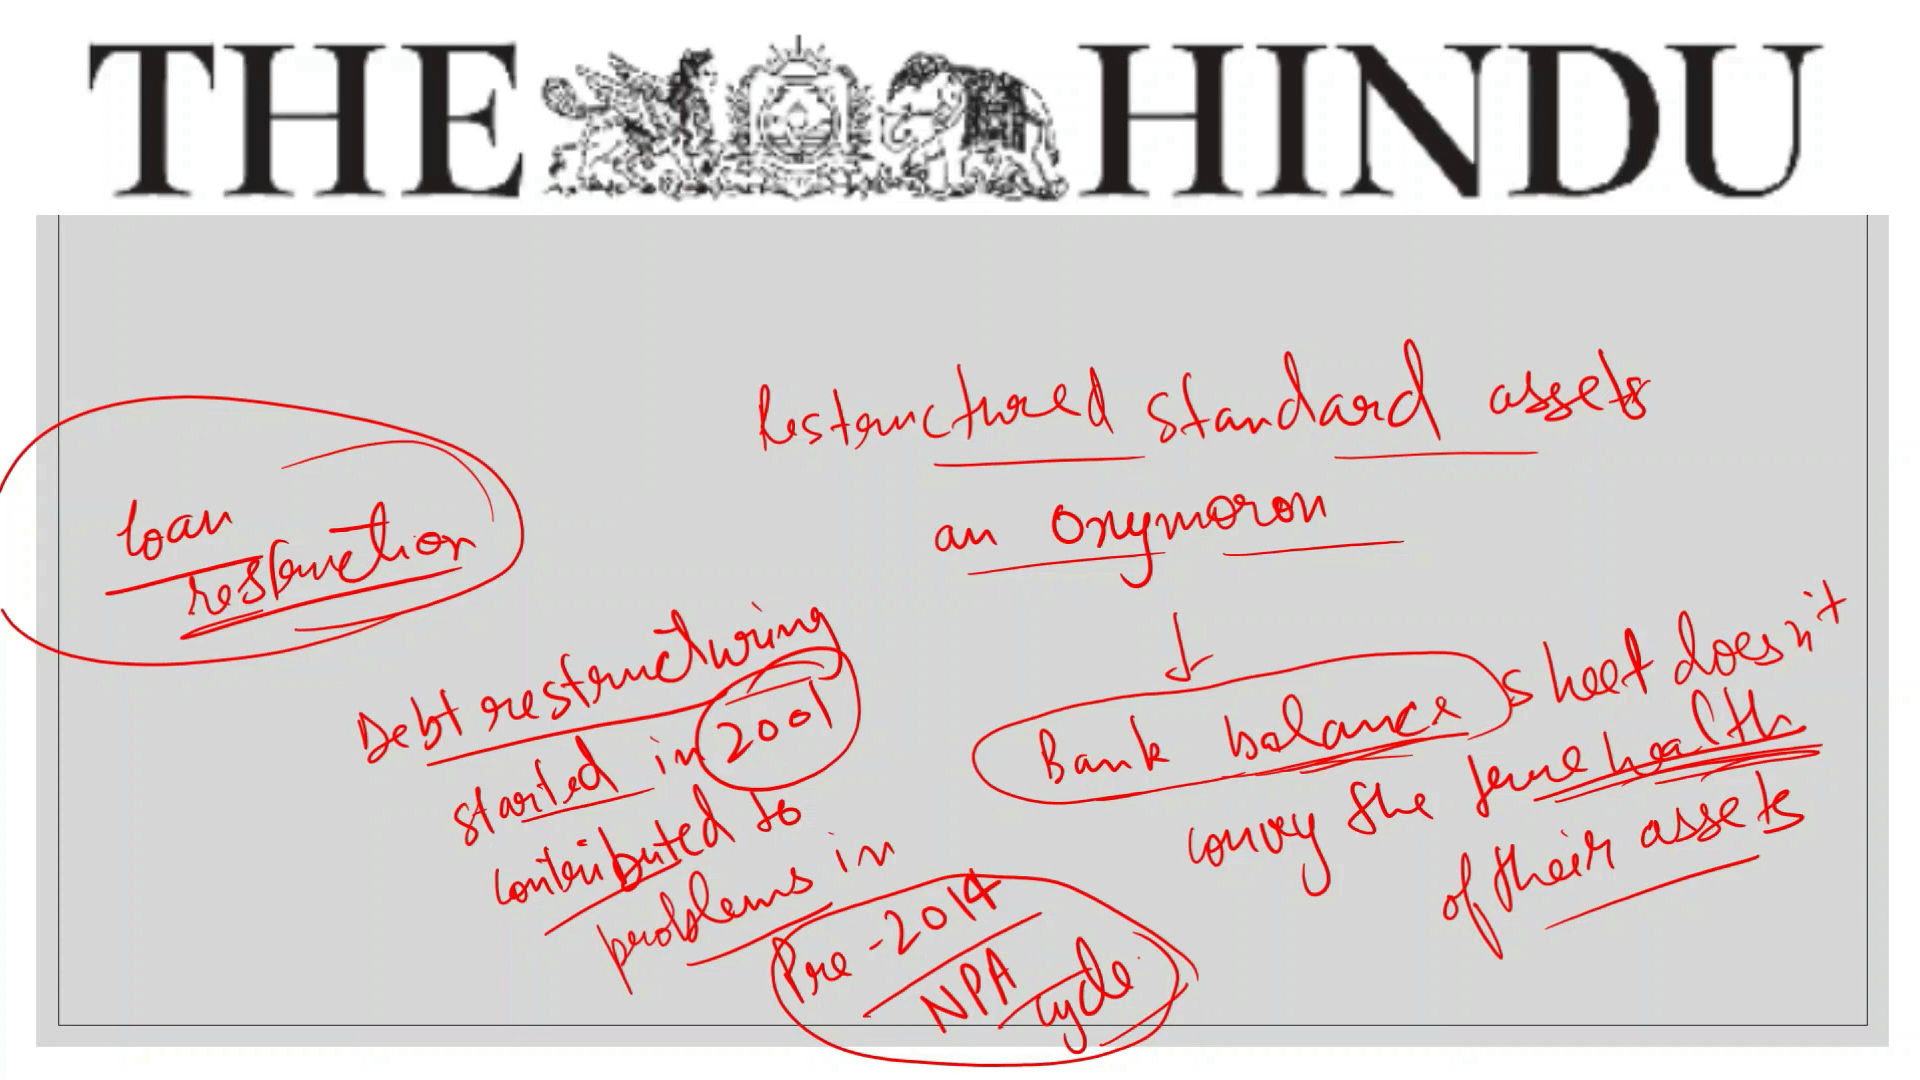 THE HINDU
loan
restruction
Debt restructuring
started in 2001
contributed to
problems in
Pre-2014
NPA cycle
Restructured standard assets
an Oxymoron
Bank balance sheet doesn't
convey the true health
of their assets